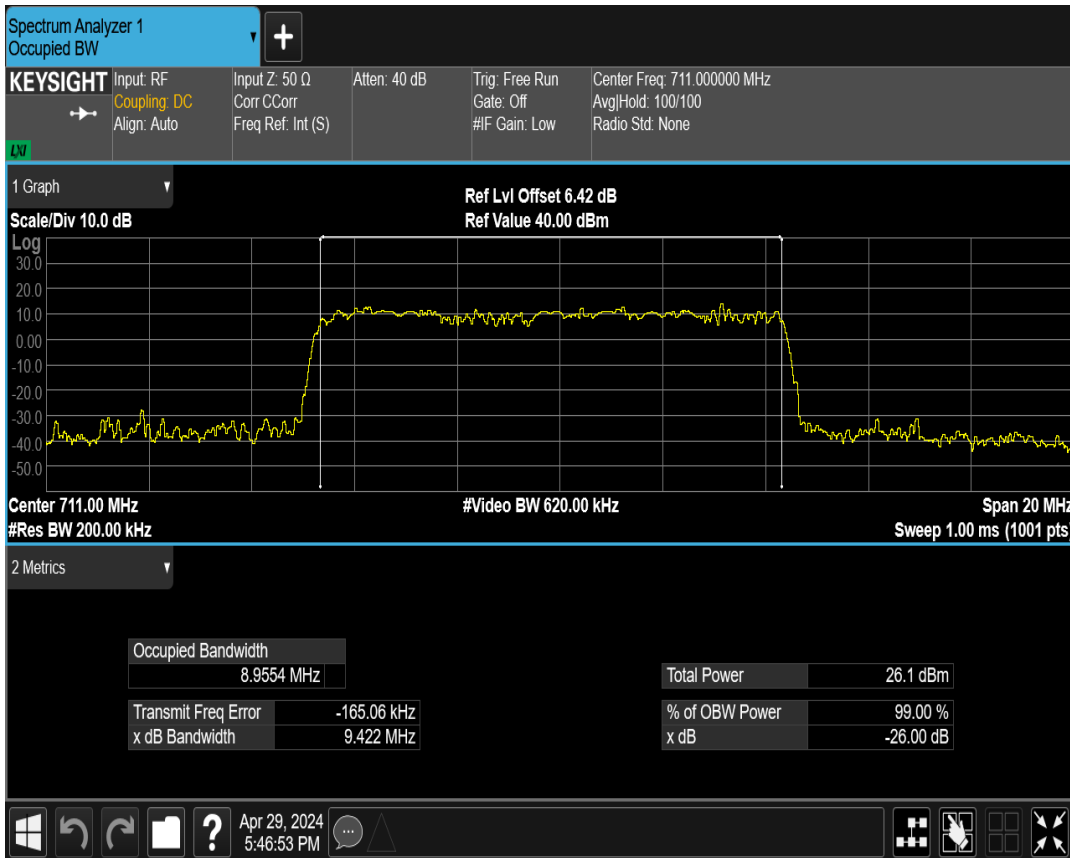 Spectrum Analyzer 1
Occupied BW
KEYSIGHT
LXI
Input: RF
Coupling: DC
Align: Auto
Input Z: 50 Ω
Corr CCorr
Freq Ref: Int (S)
Atten: 40 dB
Trig: Free Run
Gate: Off
#IF Gain: Low
Center Freq: 711.000000 MHz
Avg|Hold: 100/100
Radio Std: None
1 Graph
Scale/Div 10.0 dB
Ref Lvl Offset 6.42 dB
Ref Value 40.00 dBm
Log
30.0
20.0
10.0
0.00
-10.0
-20.0
-30.0
-40.0
-50.0
Center 711.00 MHz
#Video BW 620.00 kHz
Span 20 MHz
#Res BW 200.00 kHz
Sweep 1.00 ms (1001 pts)
2 Metrics
Occupied Bandwidth
8.9554 MHz
Transmit Freq Error -165.06 kHz
x dB Bandwidth 9.422 MHz
Total Power 26.1 dBm
% of OBW Power 99.00 %
x dB -26.00 dB
?
Apr 29, 2024
5:46:53 PM